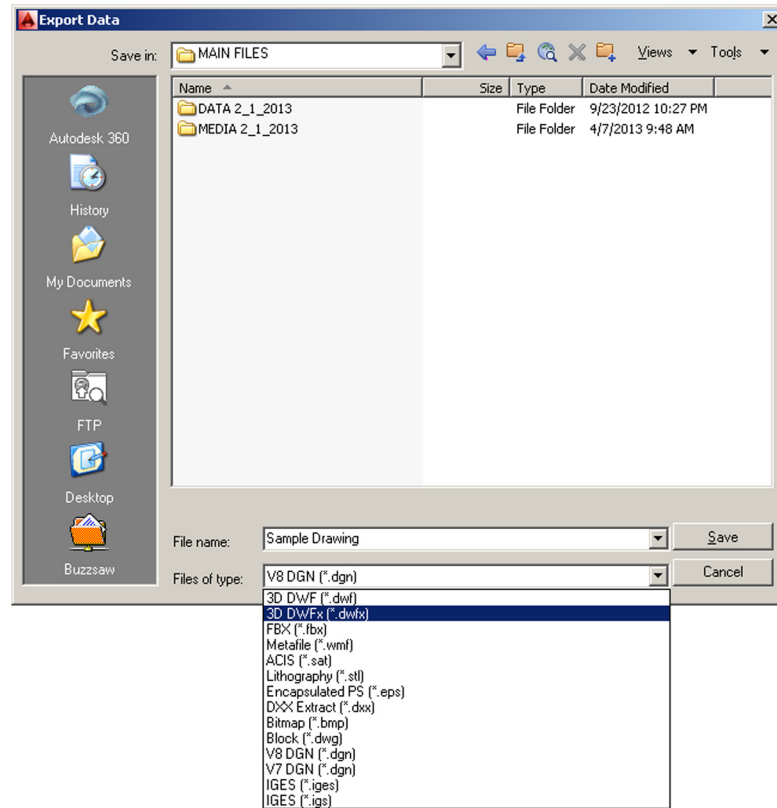 Export Data
Save in: MAIN FILES Views Tools
Name Size Type Date Modified
DATA 2_1_2013 File Folder 9/23/2012 10:27 PM
MEDIA 2_1_2013 File Folder 4/7/2013 9:48 AM
Autodesk 360
History
My Documents
Favorites
FTP
Desktop
Buzzsaw
File name: Sample Drawing Save
Files of type: V8 DGN (*.dgn) Cancel
3D DWF (*.dwf)
3D DWFx (*.dwfx)
FBX (*.fbx)
Metafile (*.wmf)
ACIS (*.sat)
Lithography (*.stl)
Encapsulated PS (*.eps)
DXX Extract (*.dxx)
Bitmap (*.bmp)
Block (*.dwg)
V8 DGN (*.dgn)
V7 DGN (*.dgn)
IGES (*.iges)
IGES (*.igs)